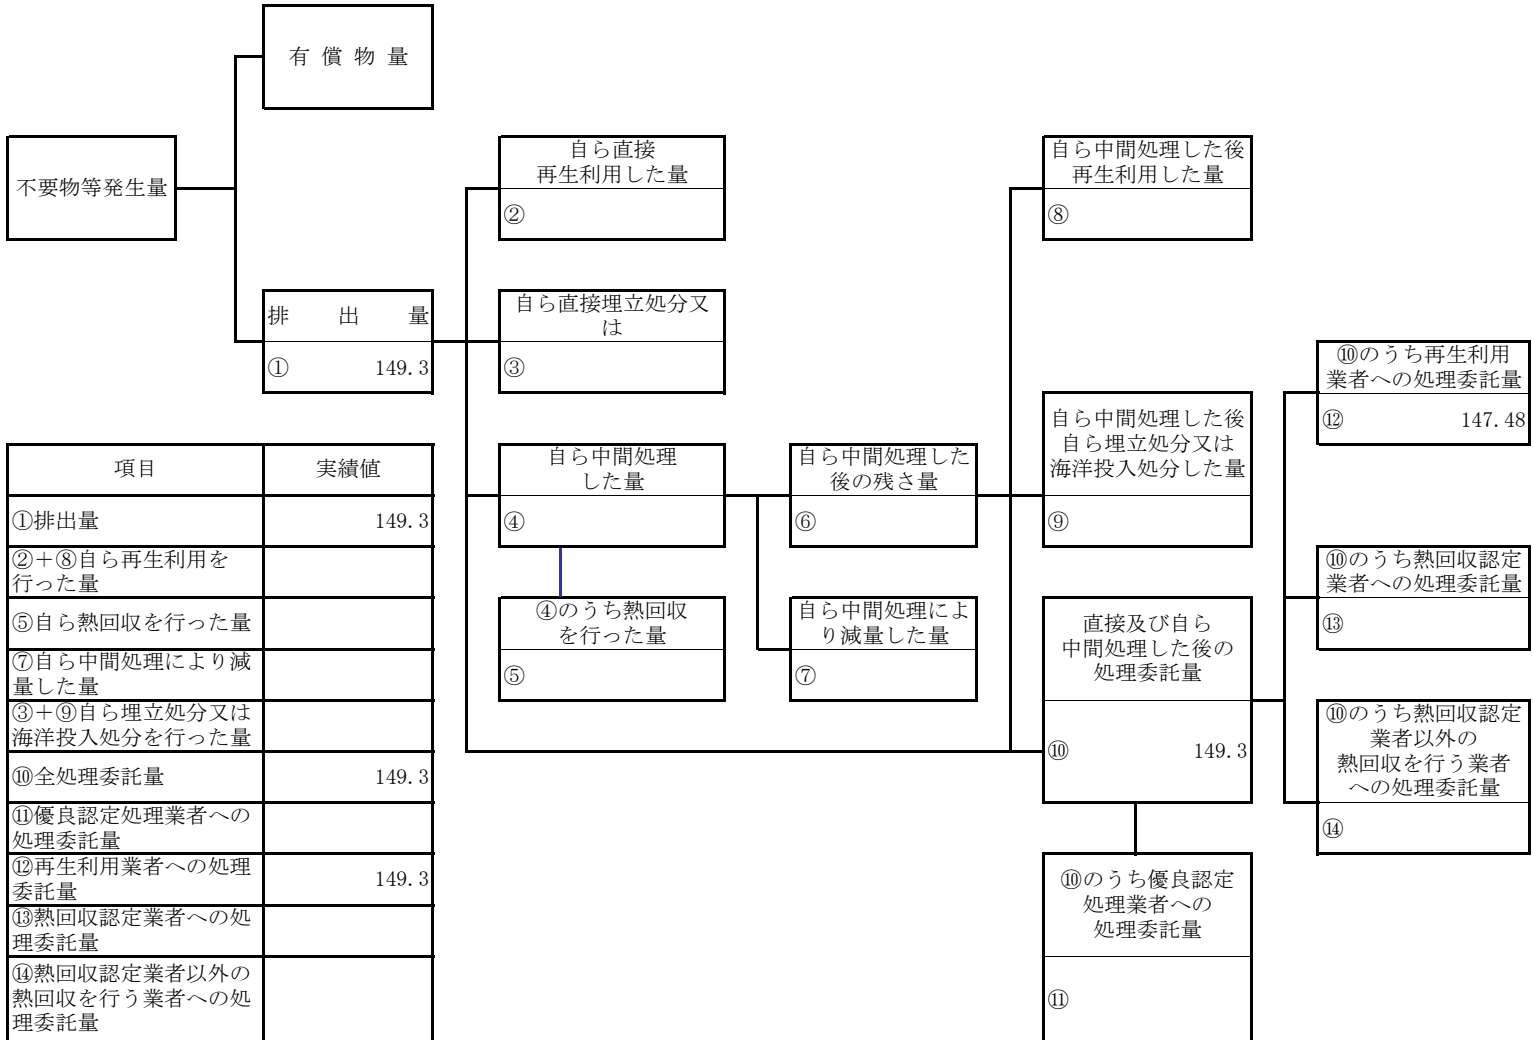 有償物量
不要物等発生量
自ら直接
再生利用した量
②
自ら中間処理した後
再生利用した量
⑧
排出量
① 149.3
自ら直接埋立処分又
は
③
⑩のうち再生利用
業者への処理委託量
⑫ 147.48
自ら中間処理
した量
④
自ら中間処理した
後の残さ量
⑥
自ら中間処理した後
自ら埋立処分又は
海洋投入処分した量
⑨
⑩のうち熱回収認定
業者への処理委託量
⑬
④のうち熱回収
を行った量
⑤
自ら中間処理によ
り減量した量
⑦
直接及び自ら
中間処理した後の
処理委託量
⑩ 149.3
⑩のうち熱回収認定
業者以外の
熱回収を行う業者
への処理委託量
⑭
⑩のうち優良認定
処理業者への
処理委託量
⑪
項目 実績値
①排出量 149.3
②＋⑧自ら再生利用を
行った量
⑤自ら熱回収を行った量
⑦自ら中間処理により減
量した量
③＋⑨自ら埋立処分又は
海洋投入処分を行った量
⑩全処理委託量 149.3
⑪優良認定処理業者への
処理委託量
⑫再生利用業者への処理
委託量 149.3
⑬熱回収認定業者への処
理委託量
⑭熱回収認定業者以外の
熱回収を行う業者への処
理委託量